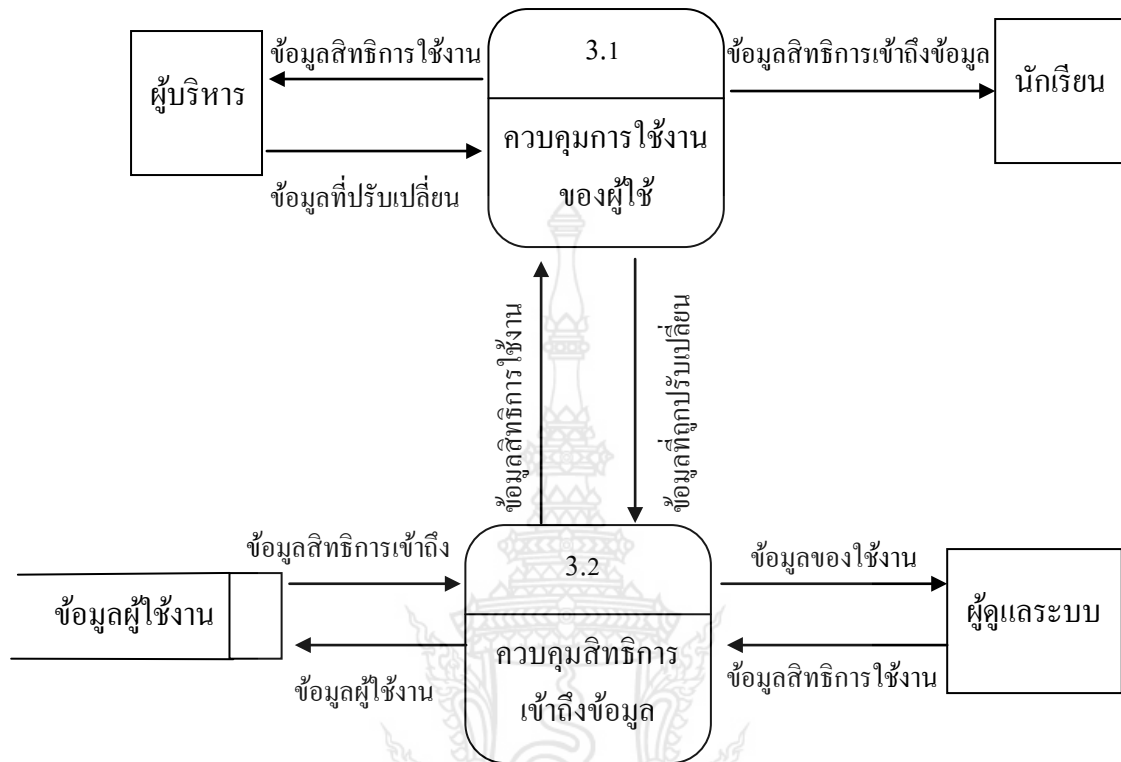 ข้อมูลสิทธิการใช้งาน
3.1
ข้อมูลสิทธิการเข้าถึงข้อมูล
ผู้บริหาร
นักเรียน
ควบคุมการใช้งาน
ของผู้ใช้
ข้อมูลที่ปรับเปลี่ยน
ข้อมูลสิทธิการใช้งาน
ข้อมูลที่ถูกปรับเปลี่ยน
ข้อมูลสิทธิการเข้าถึง
3.2
ข้อมูลของใช้งาน
ข้อมูลผู้ใช้งาน
ผู้ดูแลระบบ
ควบคุมสิทธิการ
เข้าถึงข้อมูล
ข้อมูลผู้ใช้งาน
ข้อมูลสิทธิการใช้งาน